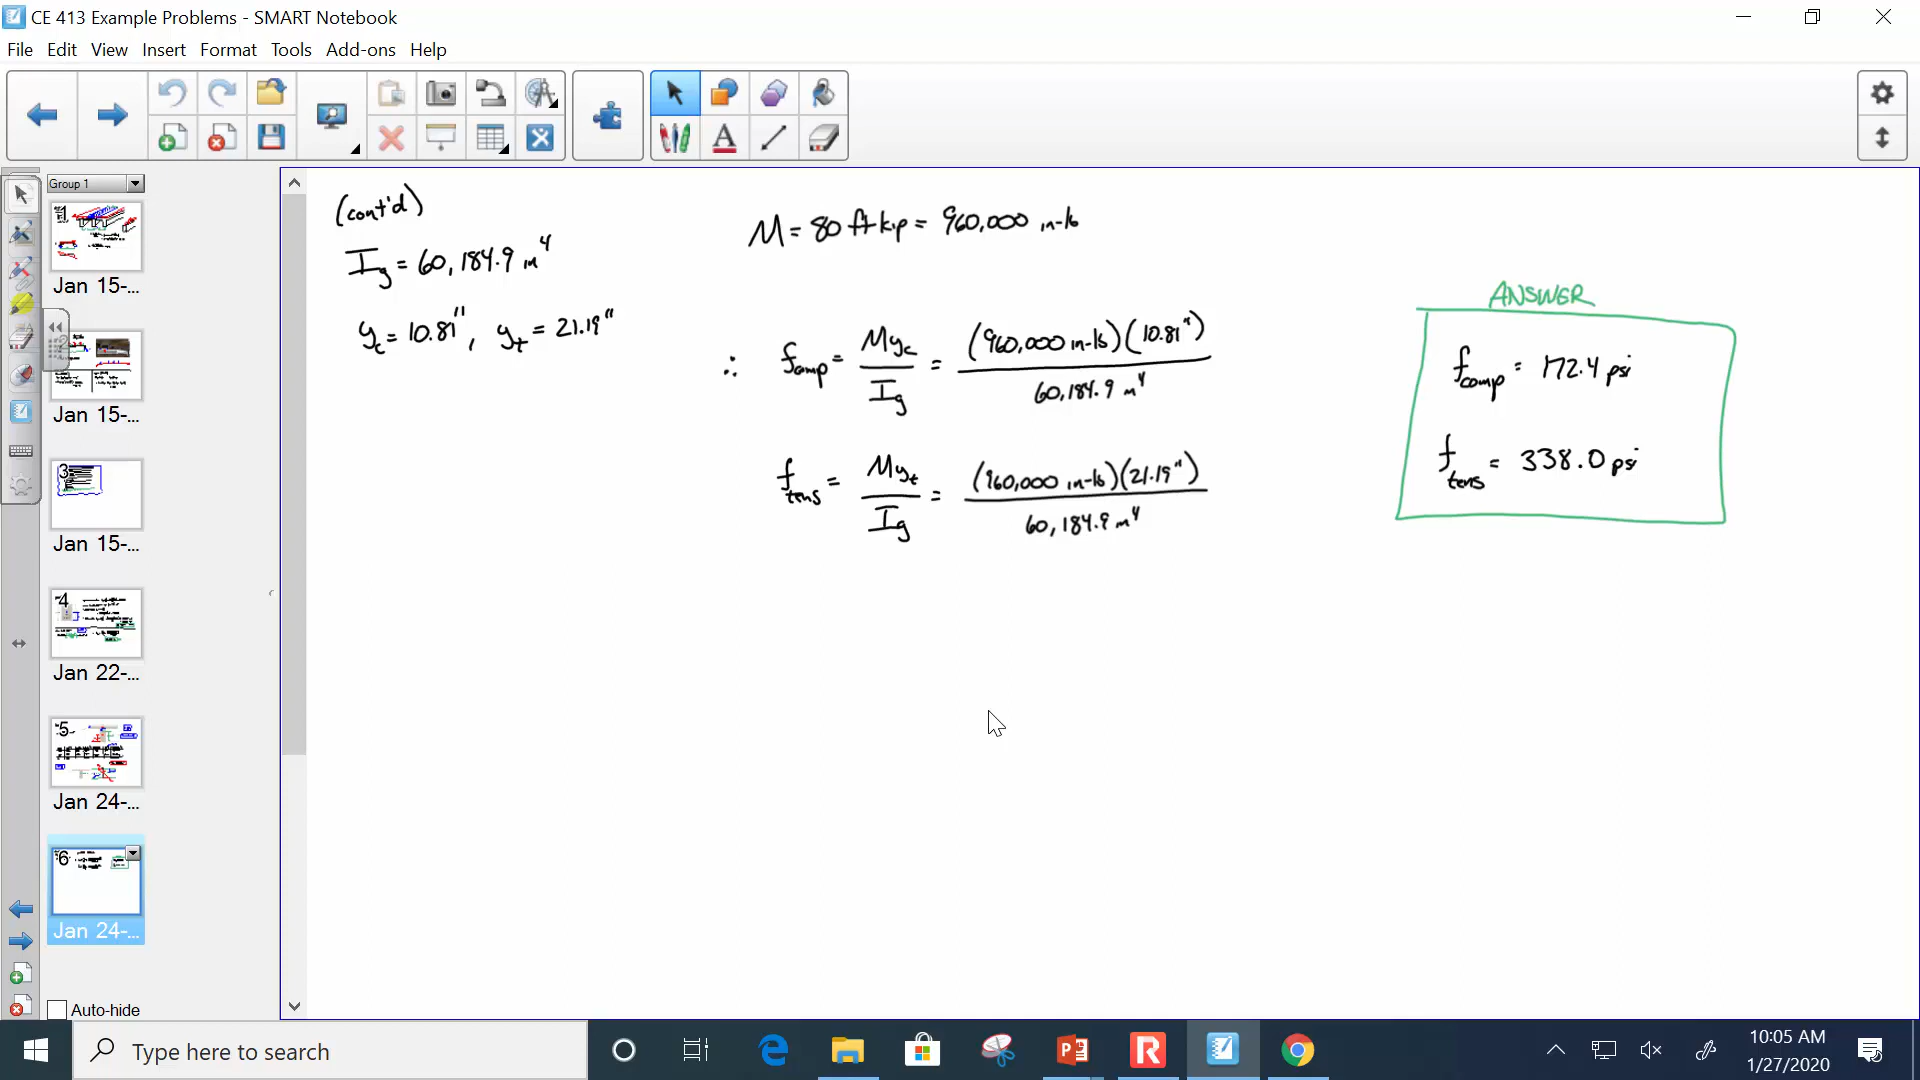 CE 413 Example Problems - SMART Notebook
File Edit View Insert Format Tools Add-ons Help
Group 1
1
Jan 15-...
Jan 15-...
3
Jan 15-...
4
Jan 22-...
5
Jan 24-...
6
Jan 24-...
Auto-hide
(cont'd)
Ig = 60,184.9 in⁴
yc = 10.81", yt = 21.19"
M = 80 ft kip = 960,000 in-lb
∴ fcomp = Myc / Ig = (960,000 in-lb)(10.81") / 60,184.9 in⁴
ftens = Myt / Ig = (960,000 in-lb)(21.19") / 60,184.9 in⁴
ANSWER
fcomp = 172.4 psi
ftens = 338.0 psi
Type here to search
10:05 AM
1/27/2020